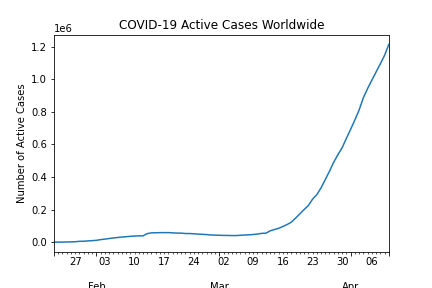 COVID-19 Active Cases Worldwide
1e6
1.2
1.0
0.8
0.6
0.4
0.2
0.0
Number of Active Cases
27 03 10 17 24 02 09 16 23 30 06
Feb Mar Apr